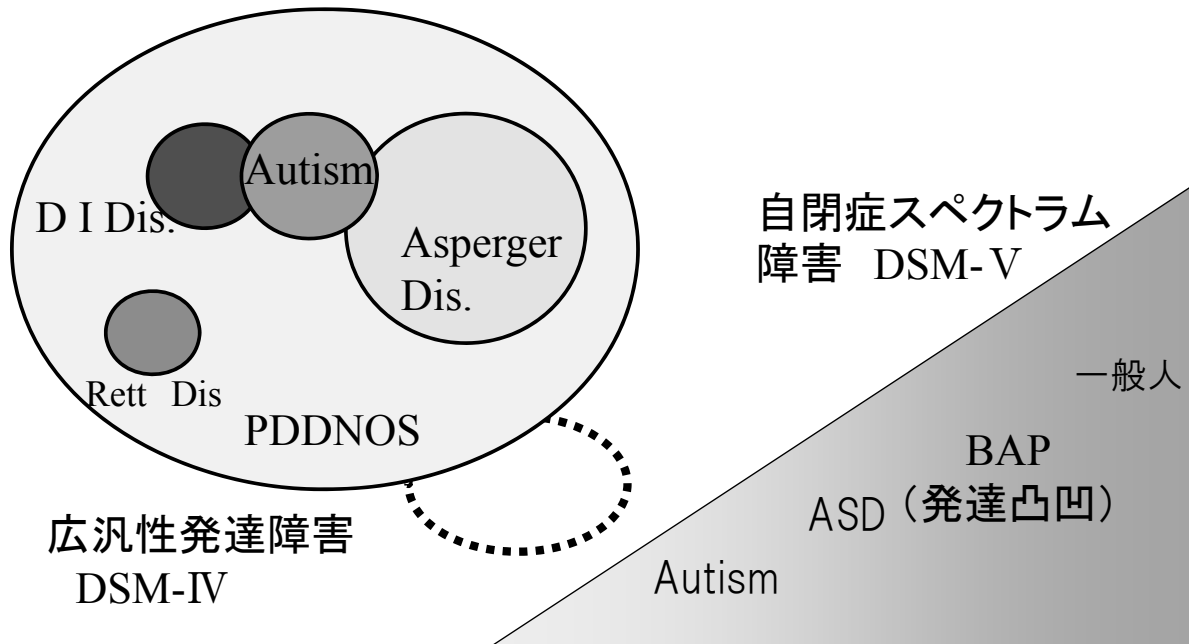 Autism
D I Dis.
Asperger
Dis.
Rett Dis
PDDNOS
広汎性発達障害
DSM-Ⅳ
自閉症スペクトラム
障害 DSM-Ⅴ
一般人
BAP
ASD（発達凸凹）
Autism